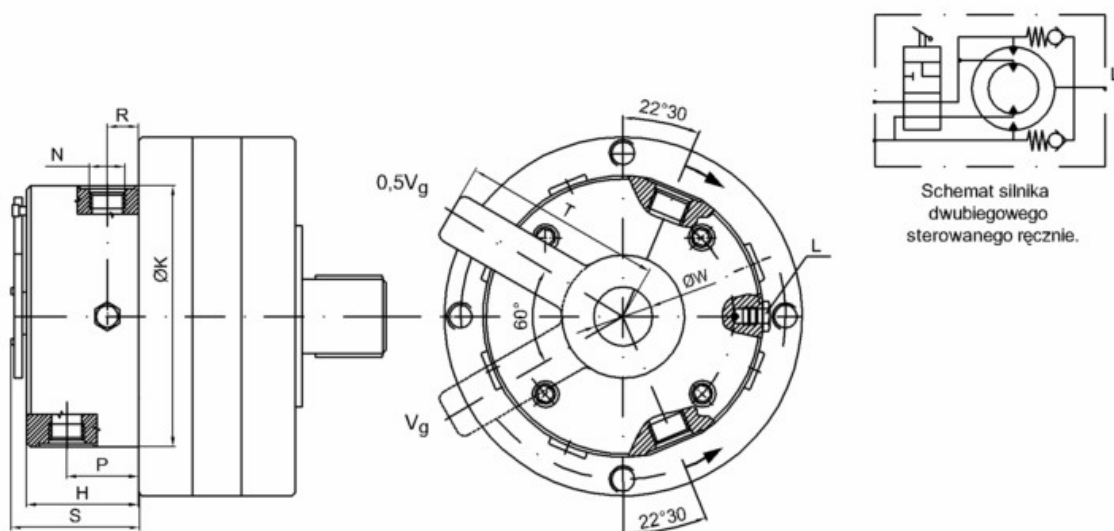 R
N
ØK
P
H
S
22°30
0,5Vg
T
ØW
L
60°
Vg
22°30
L
Schemat silnika
dwubiegowego
sterowanego ręcznie.